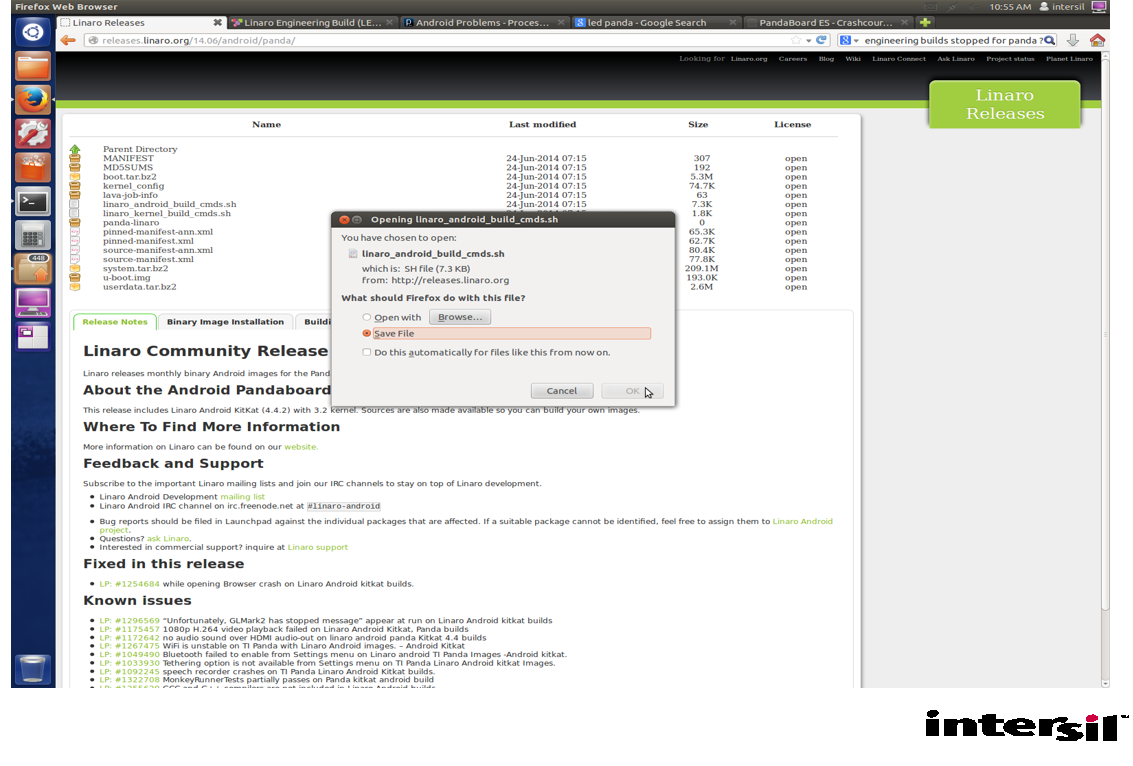 Firefox Web Browser
10:55 AM intersil
Linaro Releases
Linaro Engineering Build (LE...
Android Problems - Proces...
led panda - Google Search
PandaBoard ES - Crashcour...
releases.linaro.org/14.06/android/panda/
engineering builds stopped for panda ?
Looking for Linaro.org Careers Blog Wiki Linaro Connect Ask Linaro Project status Planet Linaro
Linaro
Releases
Name Last modified Size License
Parent Directory
MANIFEST 24-Jun-2014 07:15 307 open
MD5SUMS 24-Jun-2014 07:15 192 open
boot.tar.bz2 24-Jun-2014 07:15 5.3M open
kernel_config 24-Jun-2014 07:15 74.7K open
lava-job-info 24-Jun-2014 07:15 63 open
linaro_android_build_cmds.sh 24-Jun-2014 07:15 7.3K open
linaro_kernel_build_cmds.sh 24-Jun-2014 07:15 1.8K open
panda-linaro 0 open
pinned-manifest-ann.xml 65.3K open
pinned-manifest.xml 62.7K open
source-manifest-ann.xml 80.4K open
source-manifest.xml 77.8K open
system.tar.bz2 209.1M open
u-boot.img 193.0K open
userdata.tar.bz2 2.6M open
Opening linaro_android_build_cmds.sh
You have chosen to open:
linaro_android_build_cmds.sh
which is: SH file (7.3 KB)
from: http://releases.linaro.org
What should Firefox do with this file?
Open with Browse...
Save File
Do this automatically for files like this from now on.
Cancel OK
448
Release Notes Binary Image Installation Buildi
Linaro Community Release
Linaro releases monthly binary Android images for the Pand
About the Android Pandaboard
This release includes Linaro Android KitKat (4.4.2) with 3.2 kernel. Sources are also made available so you can build your own images.
Where To Find More Information
More information on Linaro can be found on our website.
Feedback and Support
Subscribe to the important Linaro mailing lists and join our IRC channels to stay on top of Linaro development.
Linaro Android Development mailing list
Linaro Android IRC channel on irc.freenode.net at #linaro-android
Bug reports should be filed in Launchpad against the individual packages that are affected. If a suitable package cannot be identified, feel free to assign them to Linaro Android
project.
Questions? ask Linaro.
Interested in commercial support? inquire at Linaro support
Fixed in this release
LP: #1254684 while opening Browser crash on Linaro Android kitkat builds.
Known issues
LP: #1296569 "Unfortunately, GLMark2 has stopped message" appear at run on Linaro Android kitkat builds
LP: #1175457 1080p H.264 video playback failed on Linaro Android Kitkat, Panda builds
LP: #1172642 no audio sound over HDMI audio-out on linaro android panda Kitkat 4.4 builds
LP: #1267475 WiFi is unstable on TI Panda with Linaro Android images. – Android Kitkat
LP: #1049490 Bluetooth failed to enable from Settings menu on Linaro android TI Panda Images -Android kitkat.
LP: #1033930 Tethering option is not available from Settings menu on TI Panda Linaro Android kitkat Images.
LP: #1092245 speech recorder crashes on TI Panda Linaro Android Kitkat builds.
LP: #1322708 MonkeyRunnerTests partially passes on Panda kitkat android build
intersil